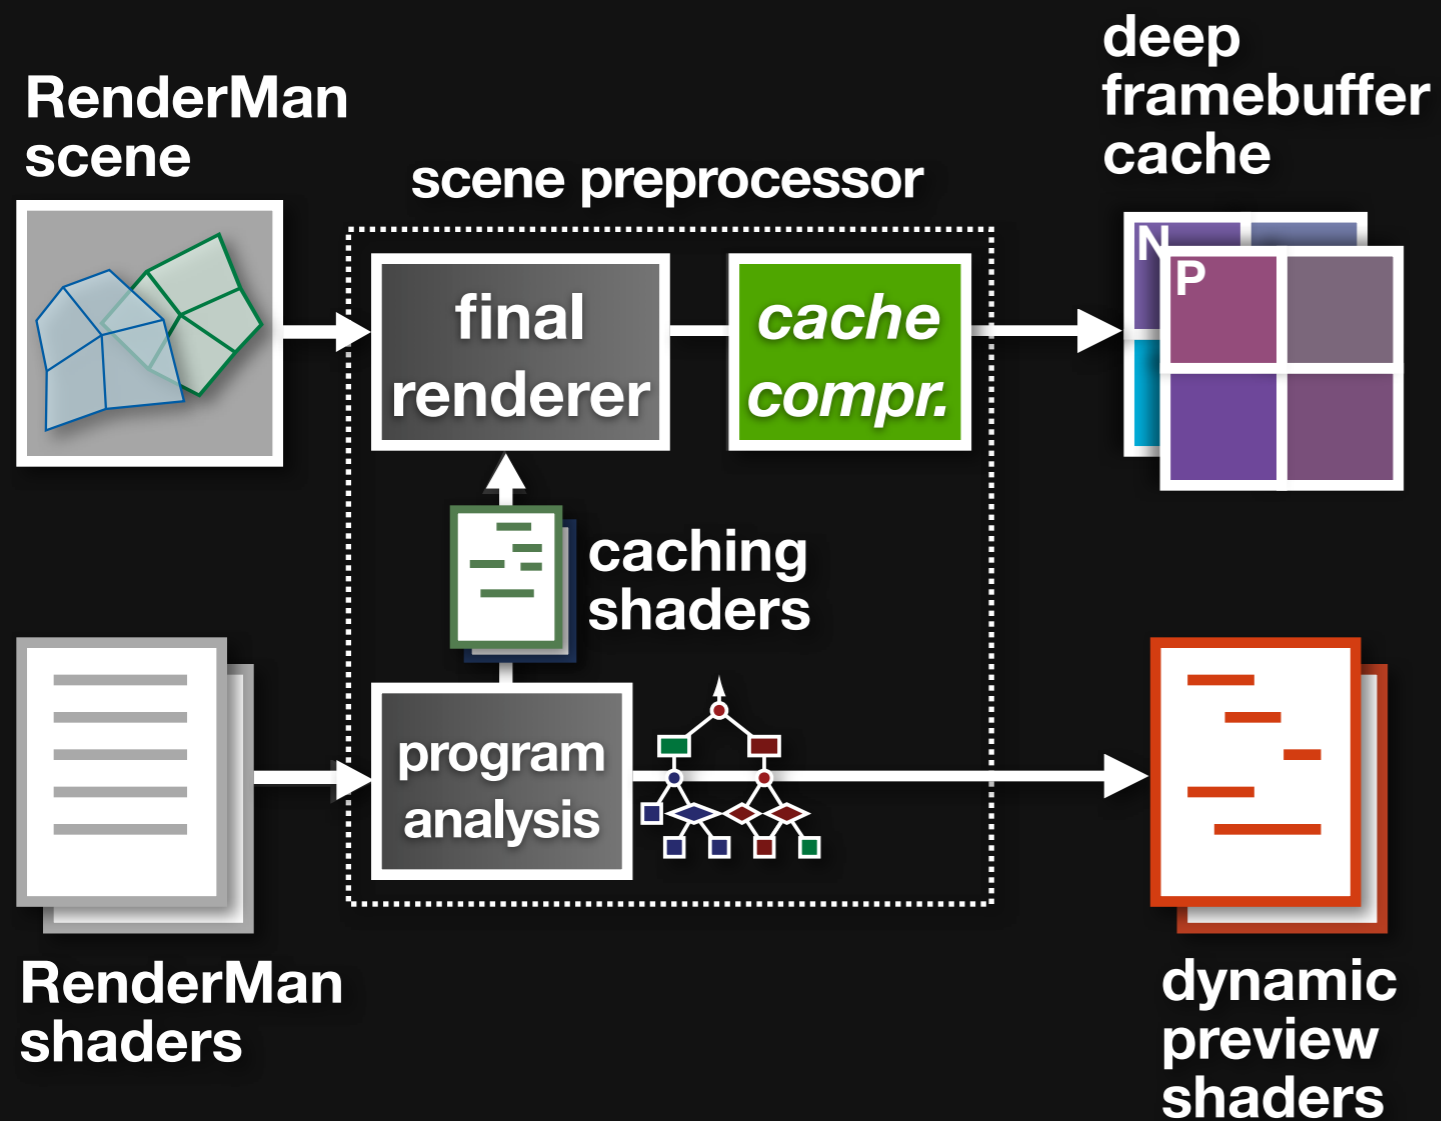 RenderMan
scene
scene preprocessor
deep
framebuffer
cache
final
renderer
cache
compr.
N
P
caching
shaders
program
analysis
RenderMan
shaders
dynamic
preview
shaders